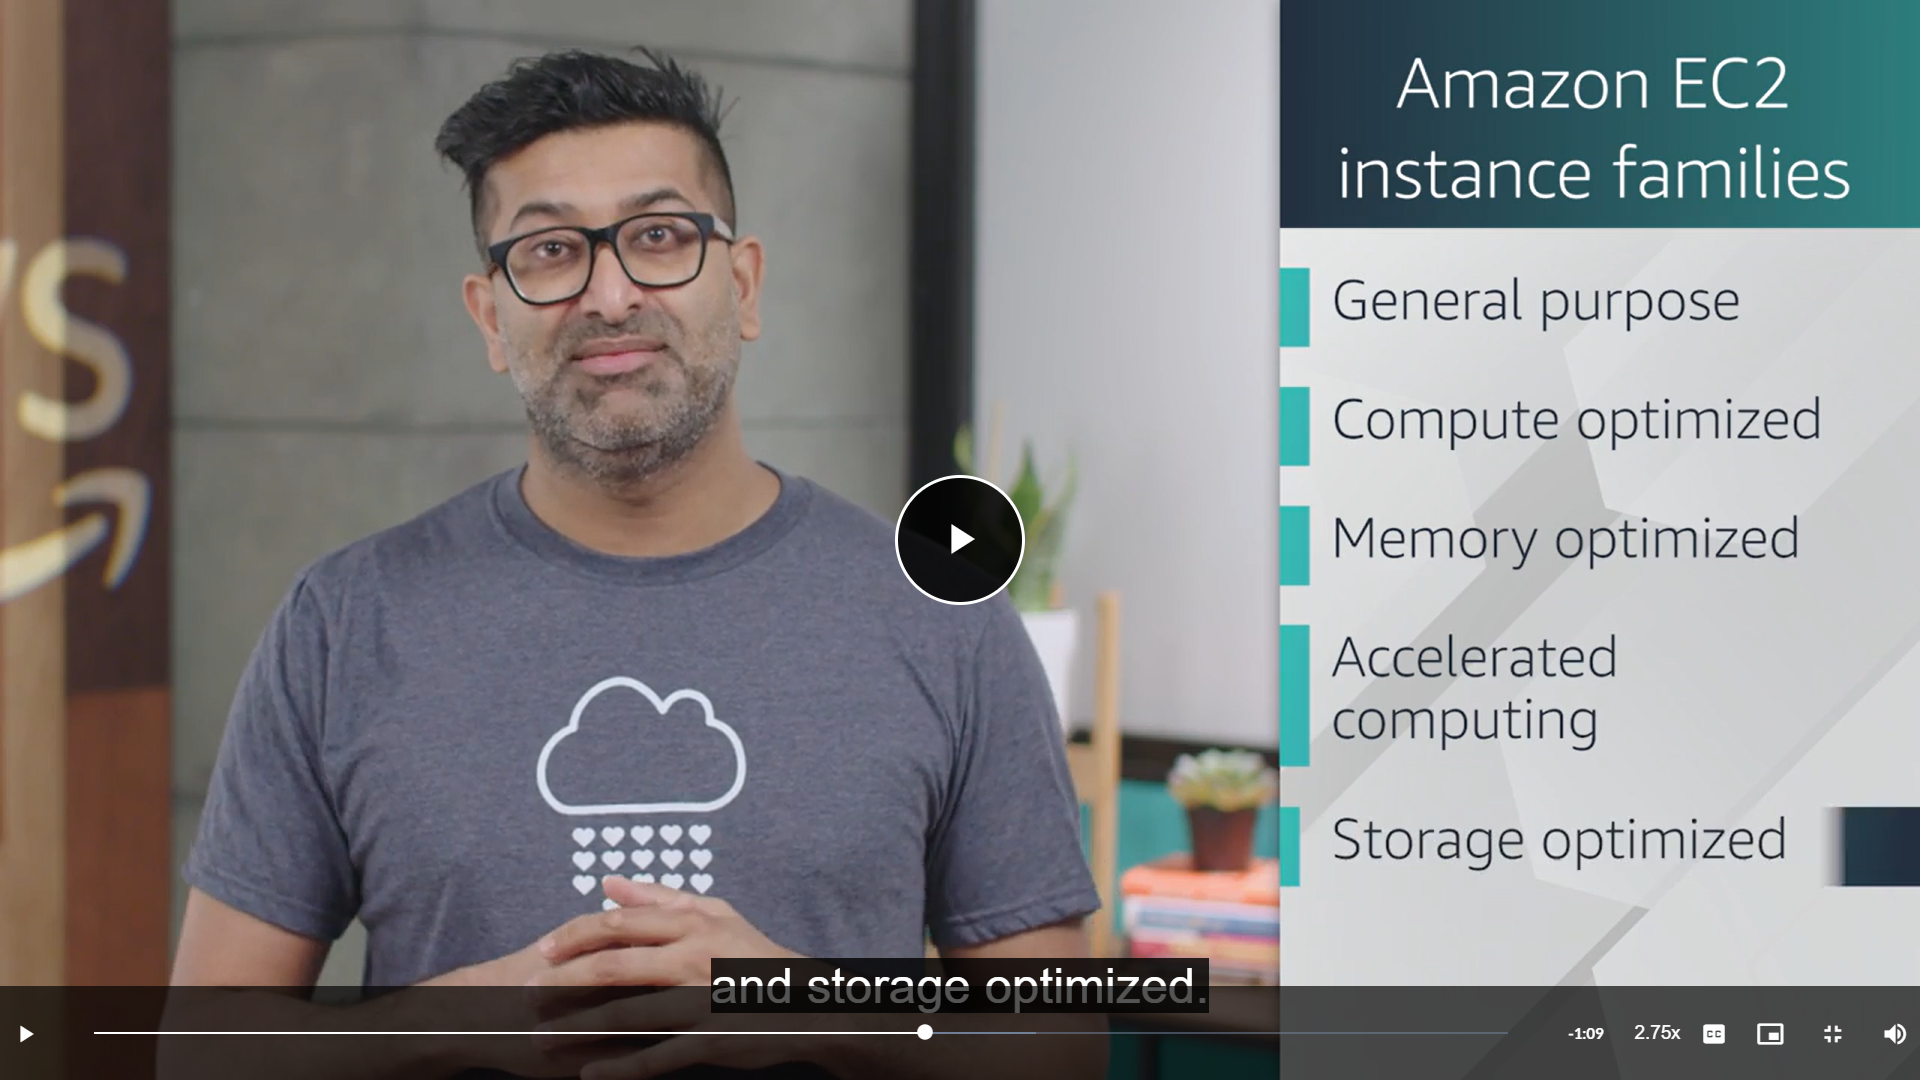 Amazon EC2
instance families
General purpose
Compute optimized
Memory optimized
Accelerated
computing
Storage optimized
and storage optimized.
-1:09
2.75x
CC